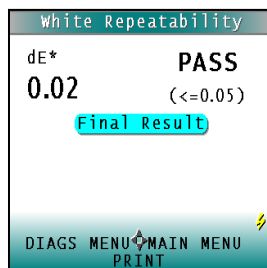 White Repeatability
dE* PASS
0.02 (<=0.05)
Final Result
DIAGS MENU MAIN MENU
PRINT